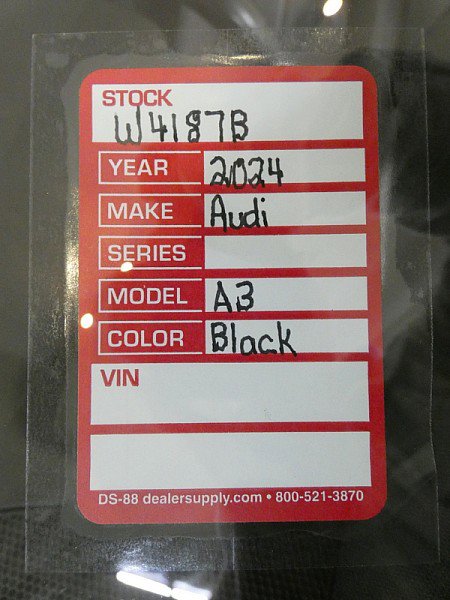 STOCK
W4187B
YEAR 2024
MAKE Audi
SERIES
MODEL A3
COLOR Black
VIN
DS-88 dealersupply.com • 800-521-3870